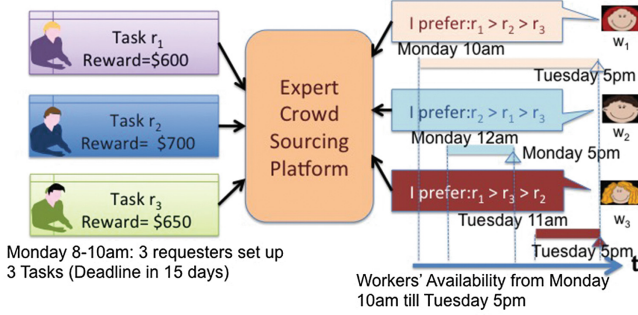 Task r1
Reward=$600
Task r2
Reward= $700
Task r3
Reward=$650
Monday 8-10am: 3 requesters set up
3 Tasks (Deadline in 15 days)
Expert
Crowd
Sourcing
Platform
I prefer:r1 > r2 > r3
w1
Monday 10am
Tuesday 5pm
I prefer:r2 > r1 > r3
w2
Monday 12am
Monday 5pm
I prefer:r1 > r3 > r2
w3
Tuesday 11am
Tuesday 5pm
t
Workers' Availability from Monday
10am till Tuesday 5pm